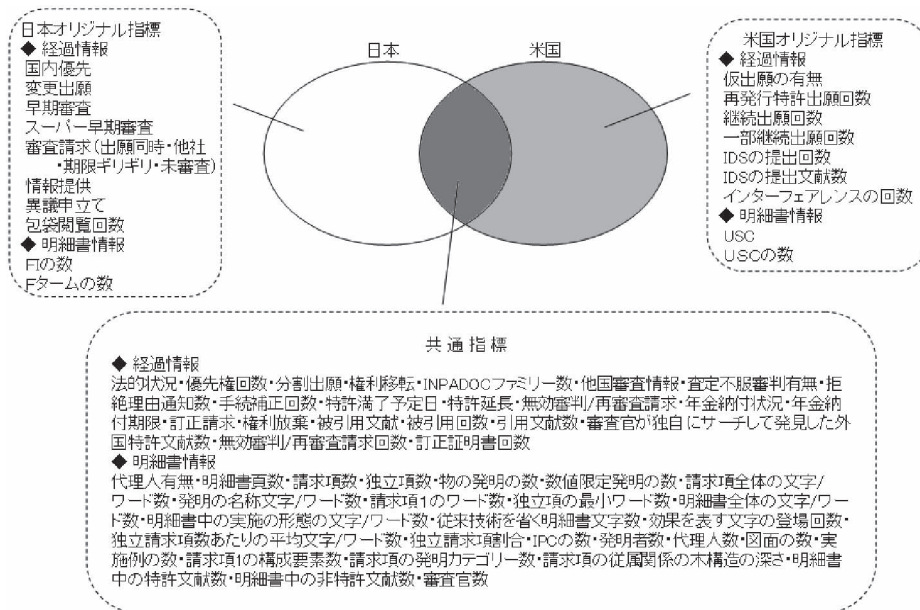 日本オリジナル指標
◆ 経過情報
国内優先
変更出願
早期審査
スーパー早期審査
審査請求(出願同時・他社
・期限ギリギリ・未審査)
情報提供
異議申立て
包袋閲覧回数
◆ 明細書情報
FIの数
Fタームの数
日本
米国
米国オリジナル指標
◆ 経過情報
仮出願の有無
再発行特許出願回数
継続出願回数
一部継続出願回数
IDSの提出回数
IDSの提出文献数
インターフェアレンスの回数
◆ 明細書情報
USC
USCの数
共通指標
◆ 経過情報
法的状況・優先権回数・分割出願・権利移転・INPADOCファミリー数・他国審査情報・査定不服審判有無・拒
絶理由通知数・手続補正回数・特許満了予定日・特許延長・無効審判/再審査請求・年金納付状況・年金納
付期限・訂正請求・権利放棄・被引用文献・被引用回数・引用文献数・審査官が独自にサーチして発見した外
国特許文献数・無効審判/再審査請求回数・訂正証明書回数
◆ 明細書情報
代理人有無・明細書頁数・請求項数・独立項数・物の発明の数・数値限定発明の数・請求項全体の文字/
ワード数・発明の名称文字/ワード数・請求項1のワード数・独立項の最小ワード数・明細書全体の文字/ワー
ド数・明細書中の実施の形態の文字/ワード数・従来技術を省く明細書文字数・効果を表す文字の登場回数・
独立請求項数あたりの平均文字/ワード数・独立請求項割合・IPCの数・発明者数・代理人数・図面の数・実
施例の数・請求項1の構成要素数・請求項の発明カテゴリー数・請求項の従属関係の木構造の深さ・明細書
中の特許文献数・明細書中の非特許文献数・審査官数